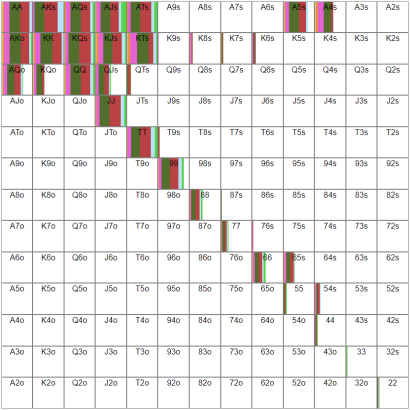 AA AKs AQs AJs ATs A9s A8s A7s A6s A5s A4s A3s A2s
AKo KK KQs KJs KTs K9s K8s K7s K6s K5s K4s K3s K2s
AQo KQo QQ QJs QTs Q9s Q8s Q7s Q6s Q5s Q4s Q3s Q2s
AJo KJo QJo JJ JTs J9s J8s J7s J6s J5s J4s J3s J2s
ATo KTo QTo JTo TT T9s T8s T7s T6s T5s T4s T3s T2s
A9o K9o Q9o J9o T9o 99 98s 97s 96s 95s 94s 93s 92s
A8o K8o Q8o J8o T8o 98o 88 87s 86s 85s 84s 83s 82s
A7o K7o Q7o J7o T7o 97o 87o 77 76s 75s 74s 73s 72s
A6o K6o Q6o J6o T6o 96o 86o 76o 66 65s 64s 63s 62s
A5o K5o Q5o J5o T5o 95o 85o 75o 65o 55 54s 53s 52s
A4o K4o Q4o J4o T4o 94o 84o 74o 64o 54o 44 43s 42s
A3o K3o Q3o J3o T3o 93o 83o 73o 63o 53o 43o 33 32s
A2o K2o Q2o J2o T2o 92o 82o 72o 62o 52o 42o 32o 22